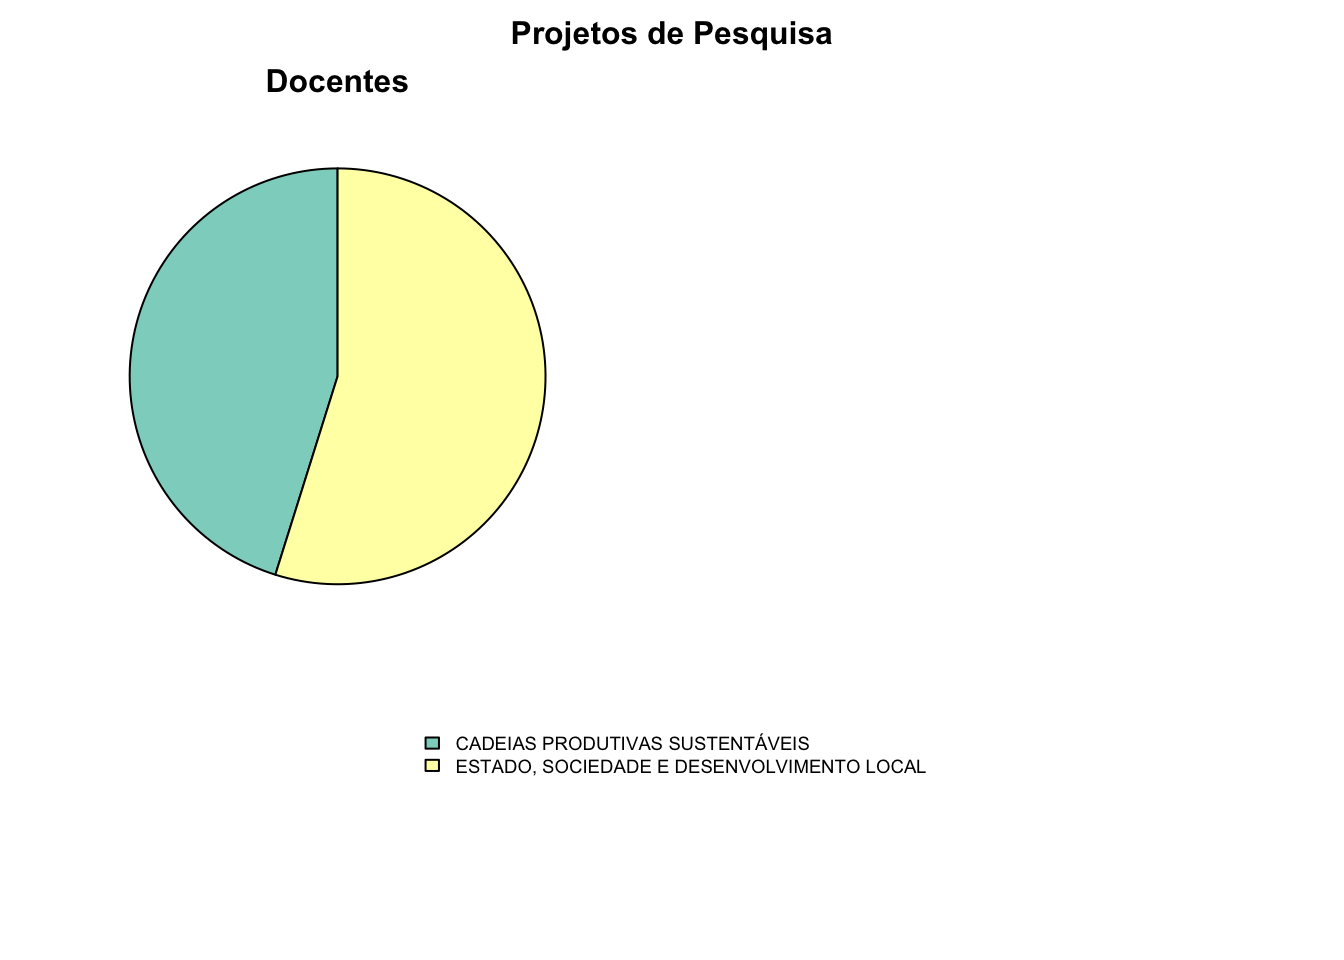 Projetos de Pesquisa
Docentes
CADEIAS PRODUTIVAS SUSTENTÁVEIS
ESTADO, SOCIEDADE E DESENVOLVIMENTO LOCAL